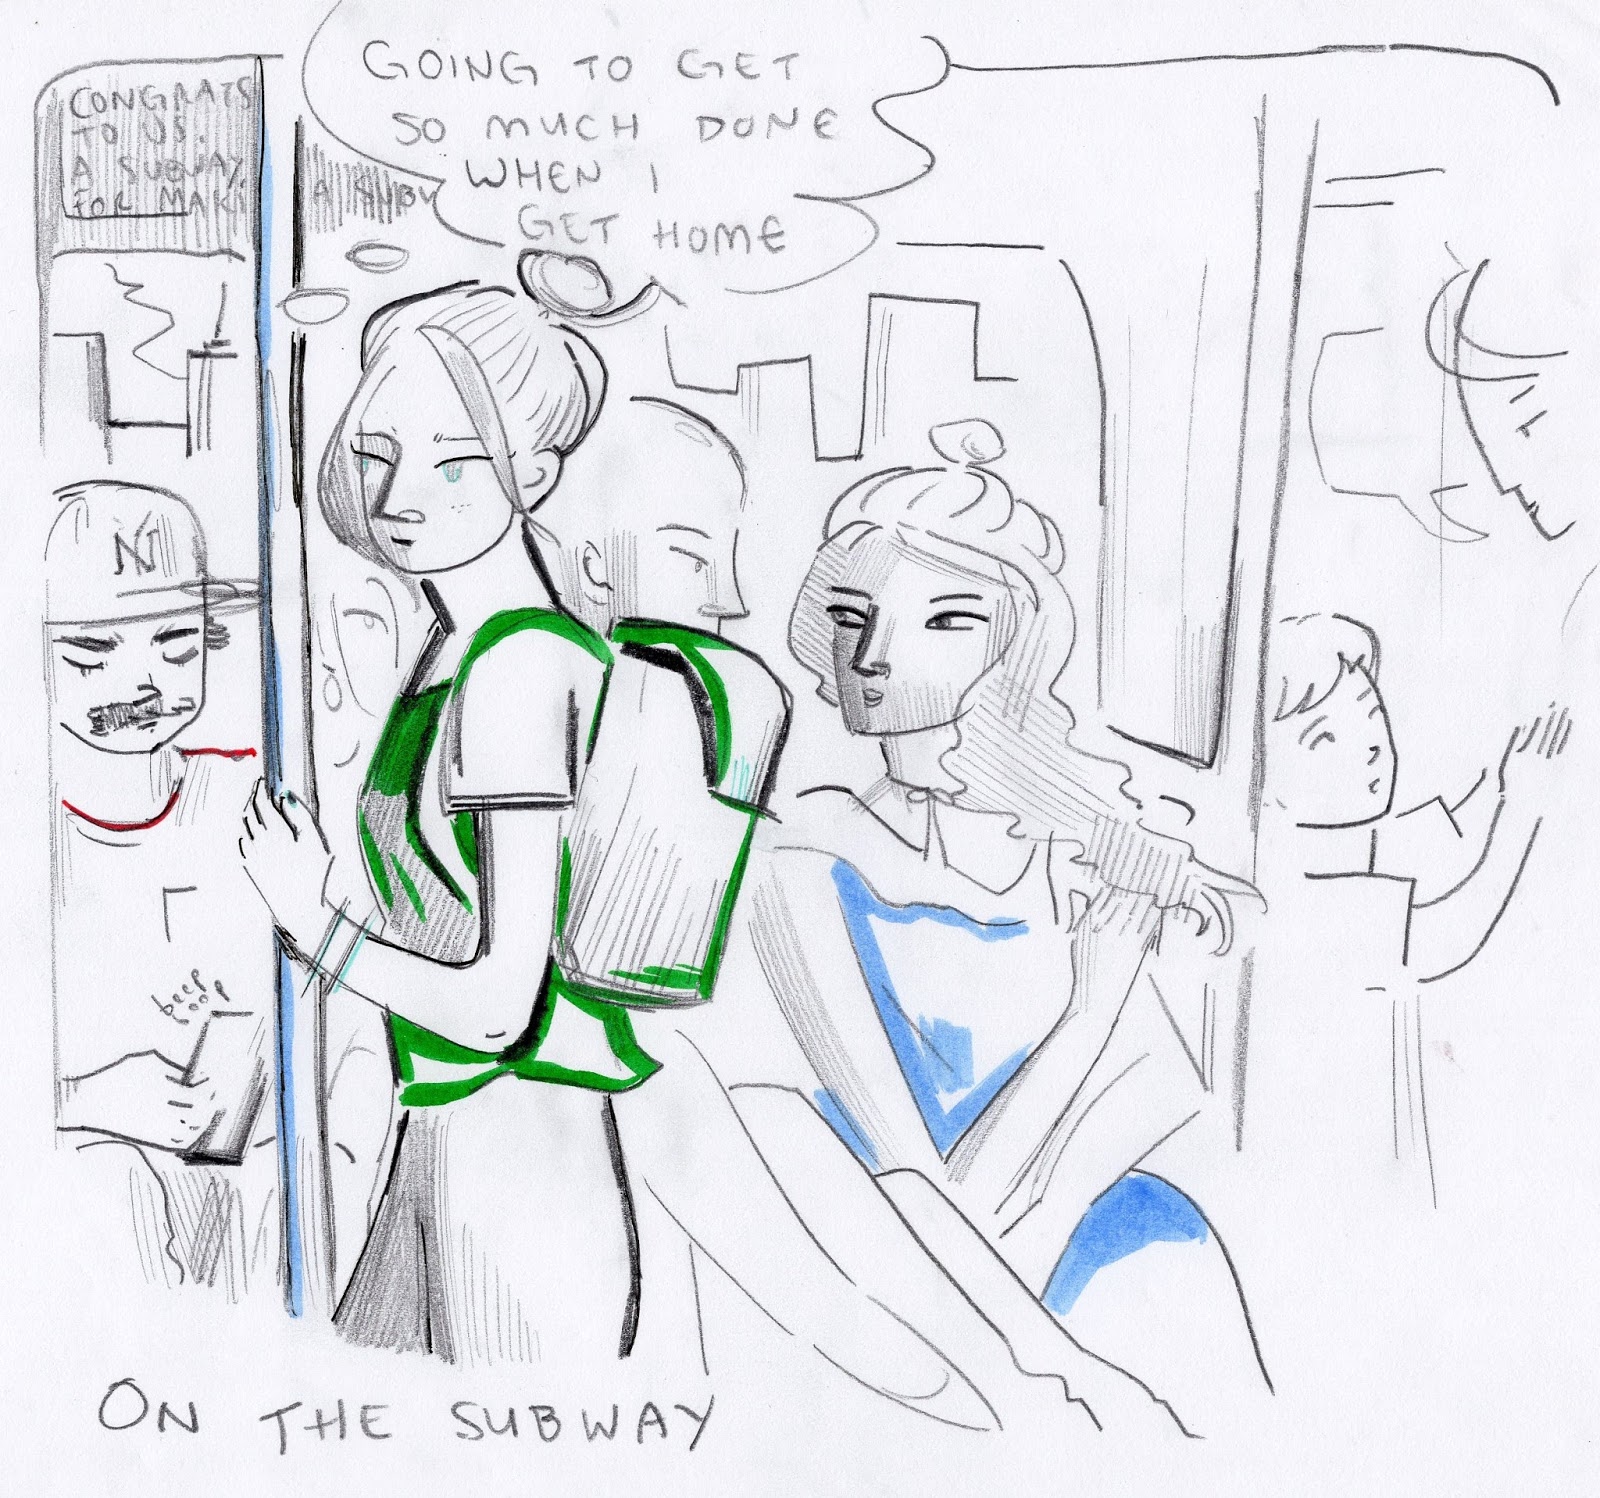 CONGRATS
TO US.
A SUBWAY.
FOR MAKI
GOING TO GET
SO MUCH DONE
WHEN I
GET HOME
A SUBW
NY
beep
boop
ON THE SUBWAY